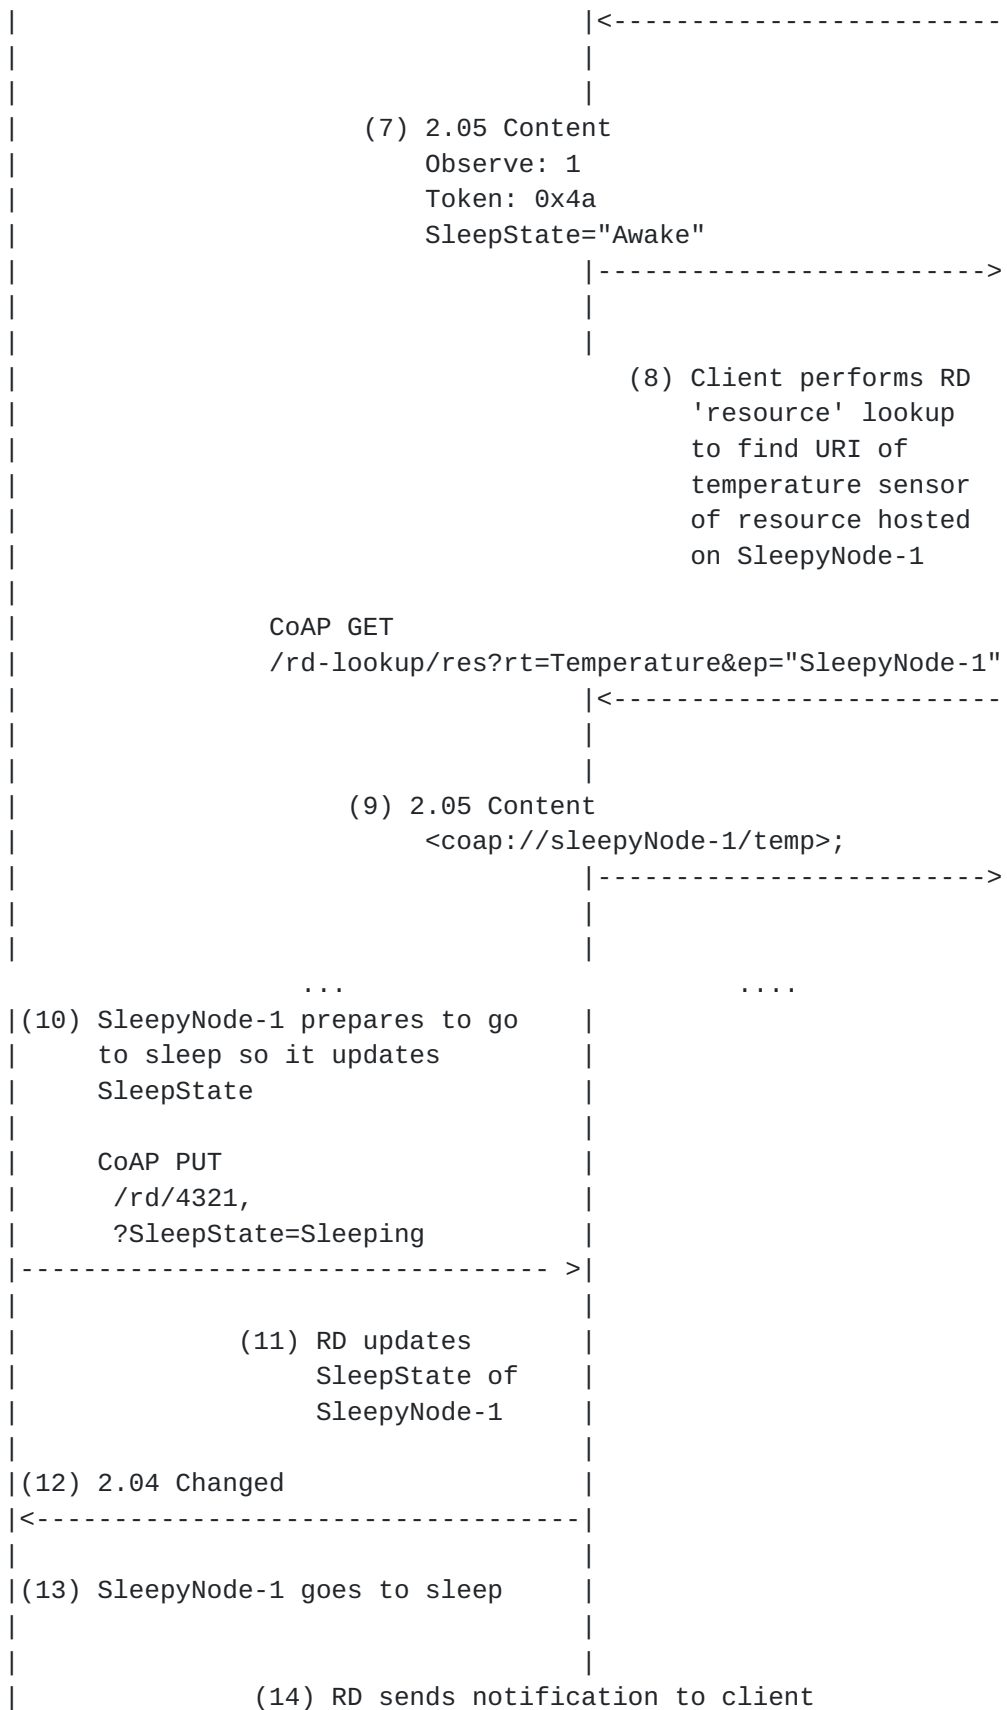 |                                    |<-------------------------
|                                    |
|                                    |
|                      (7) 2.05 Content
|                          Observe: 1
|                          Token: 0x4a
|                          SleepState="Awake"
|                                    |------------------------->
|                                    |
|                                    |
|                                       (8) Client performs RD
|                                           'resource' lookup
|                                           to find URI of
|                                           temperature sensor
|                                           of resource hosted
|                                           on SleepyNode-1
|
|                CoAP GET
|                /rd-lookup/res?rt=Temperature&ep="SleepyNode-1"
|                                    |<-------------------------
|                                    |
|                                    |
|                     (9) 2.05 Content
|                          <coap://sleepyNode-1/temp>;
|                                    |------------------------->
|                                    |
|                                    |
                   ...                         ....
|(10) SleepyNode-1 prepares to go    |
|     to sleep so it updates         |
|     SleepState                     |
|                                    |
|     CoAP PUT                       |
|      /rd/4321,                     |
|      ?SleepState=Sleeping          |
|---------------------------------- >|
|                                    |
|              (11) RD updates       |
|                   SleepState of    |
|                   SleepyNode-1     |
|                                    |
|(12) 2.04 Changed                   |
|<-----------------------------------|
|                                    |
|(13) SleepyNode-1 goes to sleep     |
|                                    |
|                                    |
|               (14) RD sends notification to client